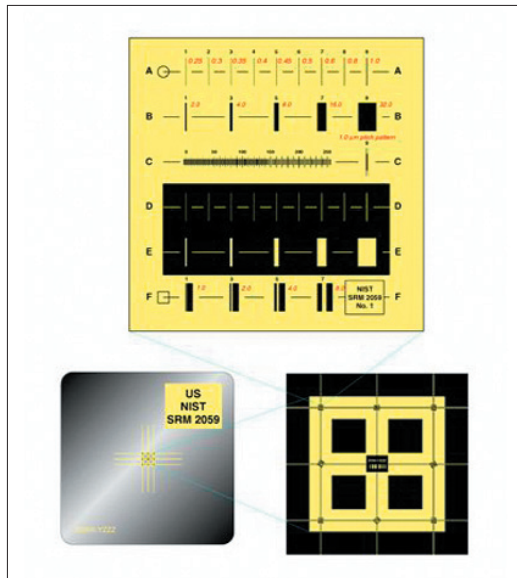 1 2 3 4 5 6 7 8 9
A 0.25 0.3 0.35 0.4 0.45 0.5 0.6 0.8 1.0 A
1 3 5 7 9
B 2.0 4.0 8.0 16.0 32.0 B
1.0 µm pitch pattern
0 50 100 150 200 250 9
C C
D D
E E
1 3 5 7
F 1.0 2.0 4.0 8.0 F
NIST
SRM 2059
No. 1
US
NIST
SRM 2059